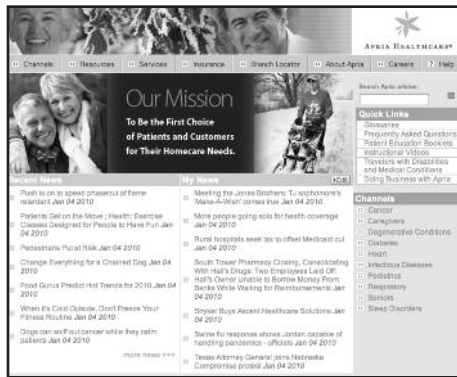 APRIA HEALTHCARE®
Channels
Resources
Services
Insurance
Branch Locator
About Apria
Careers
? Help
Our Mission
To Be the First Choice
of Patients and Customers
for Their Homecare Needs.
Search Apria articles:
Quick Links
Glossaries
Frequently Asked Questions
Patient Education Booklets
Instructional Videos
Travelers with Disabilities
and Medical Conditions
Doing Business with Apria
Recent News
Push is on to speed phaseout of flame
retardant Jan 04 2010
Patients Get on the Move ; Health; Exercise
Classes Designed for People to Have Fun Jan 04
2010
Pedestrians Put at Risk Jan 04 2010
Change Everything for a Chained Dog Jan 04
2010
Food Gurus Predict Hot Trends for 2010 Jan 04
2010
When It's Cold Outside, Don't Freeze Your
Fitness Routine Jan 04 2010
Dogs can sniff out cancer while they calm
patients Jan 04 2010
more news >>>
My News
Meeting the Jonas Brothers! TJ sophomore's
'Make-A-Wish' comes true Jan 04 2010
More people going solo for health coverage
Jan 04 2010
Rural hospitals seek tax to offset Medicaid cut
Jan 04 2010
South Tower Pharmacy Closing, Consolidating
With Hall's Drugs: Two Employees Laid Off.
Hall's Owner Unable to Borrow Money From
Banks While Waiting for Reimbursements Jan
04 2010
Stryker Buys Ascent Healthcare Solutions Jan
04 2010
Swine flu response shows Jordan capable of
handling pandemics - officials Jan 04 2010
Texas Attorney General joins Nebraska
Compromise protest Jan 04 2010
Channels
Cancer
Caregivers
Degenerative Conditions
Diabetes
Heart
Infectious Diseases
Pediatrics
Respiratory
Seniors
Sleep Disorders